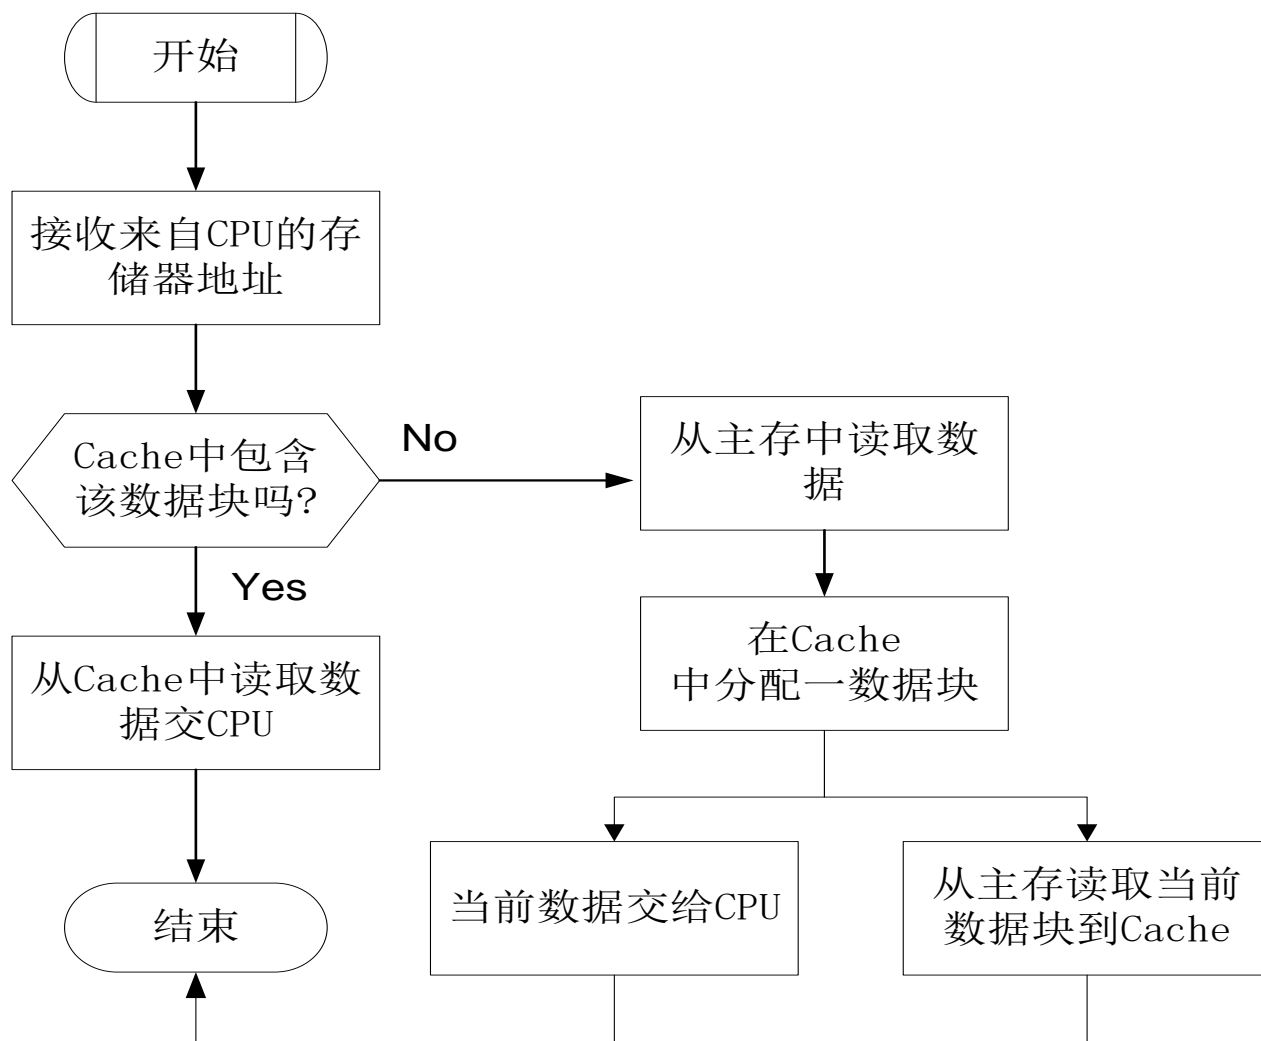 开始
接收来自CPU的存
储器地址
Cache中包含
该数据块吗?
No
Yes
从Cache中读取数
据交CPU
结束
从主存中读取数
据
在Cache
中分配一数据块
当前数据交给CPU
从主存读取当前
数据块到Cache